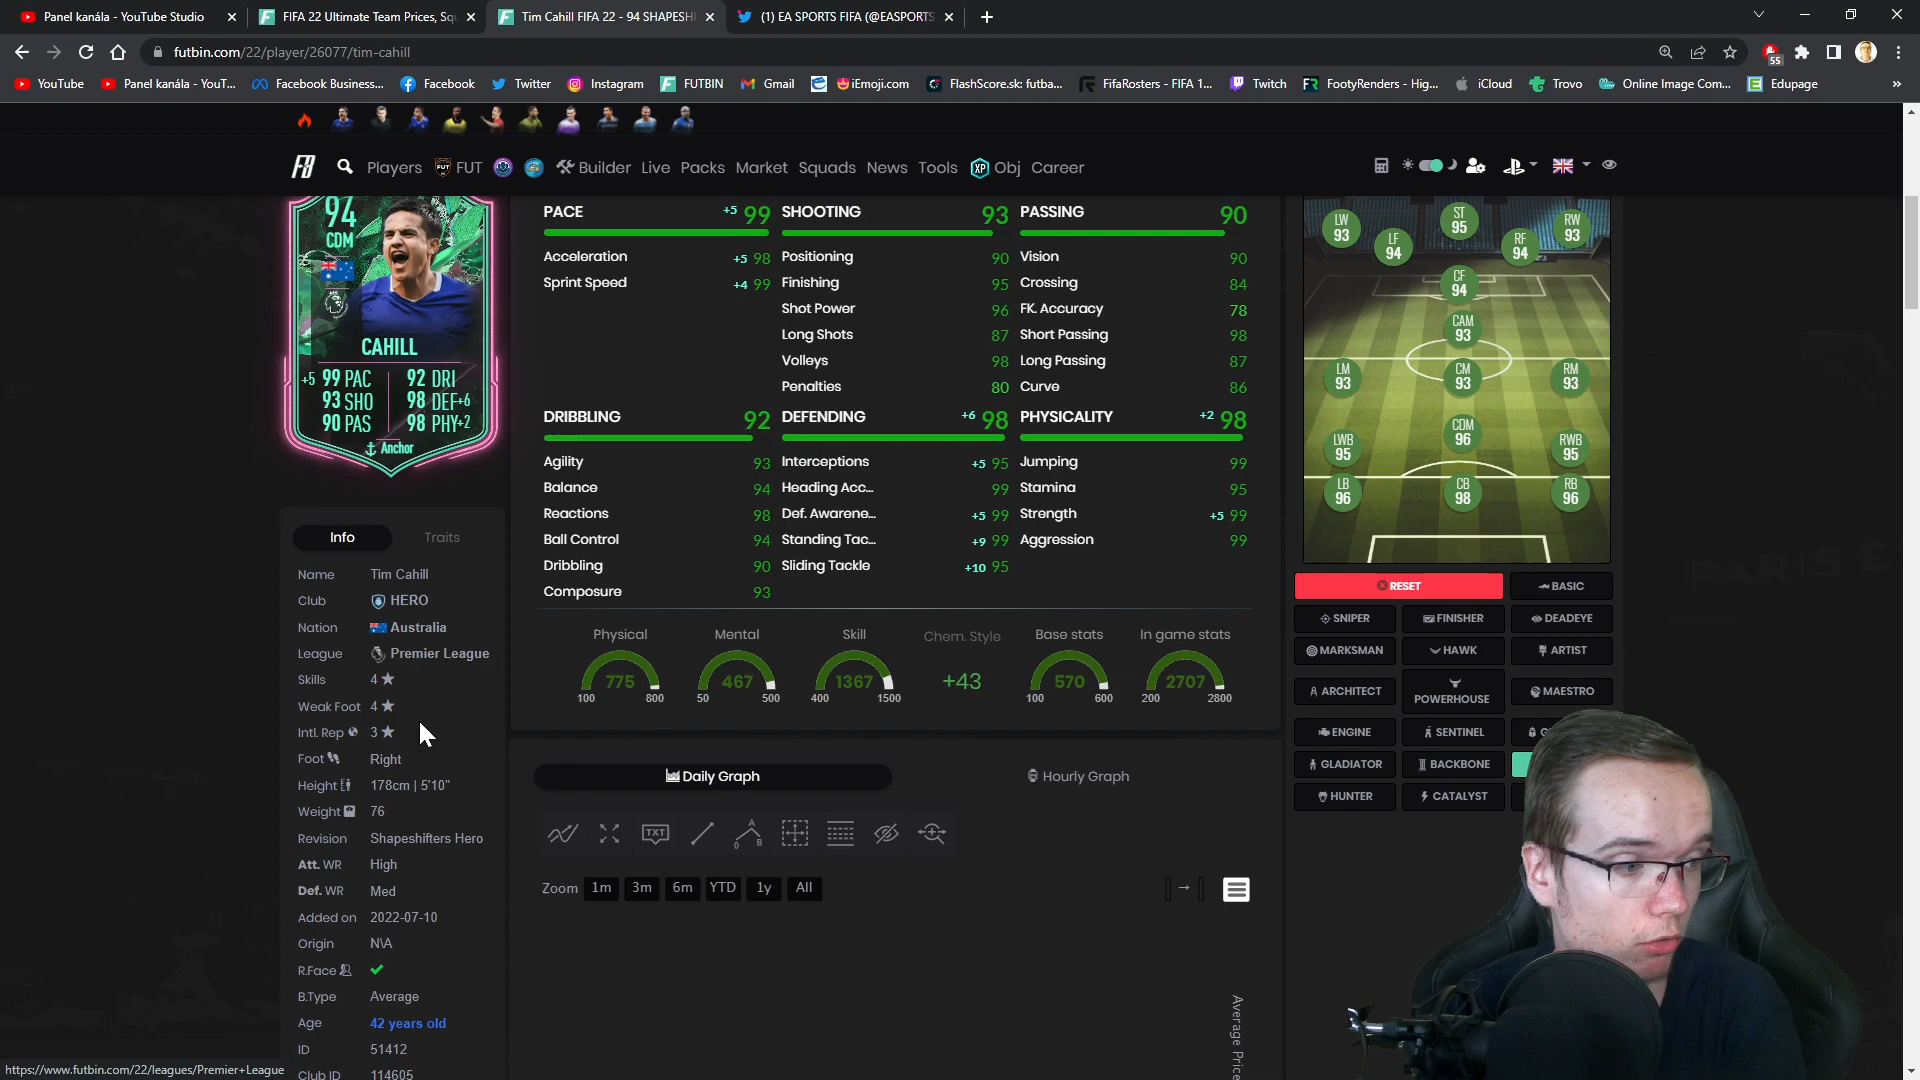 Panel kanála - YouTube Studio
FIFA 22 Ultimate Team Prices, Squ
Tim Cahill FIFA 22 - 94 SHAPESHI
(1) EA SPORTS FIFA (@EASPORTS
futbin.com/22/player/26077/tim-cahill
55
YouTube
Panel kanála - YouT...
Facebook Business...
Facebook
Twitter
Instagram
FUTBIN
Gmail
iEmoji.com
FlashScore.sk: futba...
FifaRosters - FIFA 1...
Twitch
FootyRenders - Hig...
iCloud
Trovo
Online Image Com...
Edupage
Players FUT Builder Live Packs Market Squads News Tools XP Obj Career
94
CDM
CAHILL
+5 99 PAC 92 DRI
93 SHO 98 DEF+6
90 PAS 98 PHY+2
Anchor
PACE +5 99
Acceleration +5 98
Sprint Speed +4 99
SHOOTING 93
Positioning 90
Finishing 95
Shot Power 96
Long Shots 87
Volleys 98
Penalties 80
PASSING 90
Vision 90
Crossing 84
FK. Accuracy 78
Short Passing 98
Long Passing 87
Curve 86
DRIBBLING 92
Agility 93
Balance 94
Reactions 98
Ball Control 94
Dribbling 90
Composure 93
DEFENDING +6 98
Interceptions +5 95
Heading Acc... 99
Def. Awarene... +5 99
Standing Tac... +9 99
Sliding Tackle +10 95
PHYSICALITY +2 98
Jumping 99
Stamina 95
Strength +5 99
Aggression 99
Physical Mental Skill Chem. Style Base stats In game stats
775 467 1367 +43 570 2707
100 800 50 500 400 1500 100 600 200 2800
LW 93
LF 94
ST 95
RF 94
RW 93
CF 94
CAM 93
LM 93
CM 93
RM 93
CDM 96
LWB 95
RWB 95
LB 96
CB 98
RB 96
RESET BASIC
SNIPER FINISHER DEADEYE
MARKSMAN HAWK ARTIST
ARCHITECT POWERHOUSE MAESTRO
ENGINE SENTINEL
GLADIATOR BACKBONE
HUNTER CATALYST
Info Traits
Name Tim Cahill
Club HERO
Nation Australia
League Premier League
Skills 4
Weak Foot 4
Intl. Rep 3
Foot Right
Height 178cm | 5'10"
Weight 76
Revision Shapeshifters Hero
Att. WR High
Def. WR Med
Added on 2022-07-10
Origin N\A
R.Face
B.Type Average
Age 42 years old
ID 51412
Club ID 114605
Daily Graph Hourly Graph
TXT
Zoom 1m 3m 6m YTD 1y All
Average Price
https://www.futbin.com/22/leagues/Premier+League